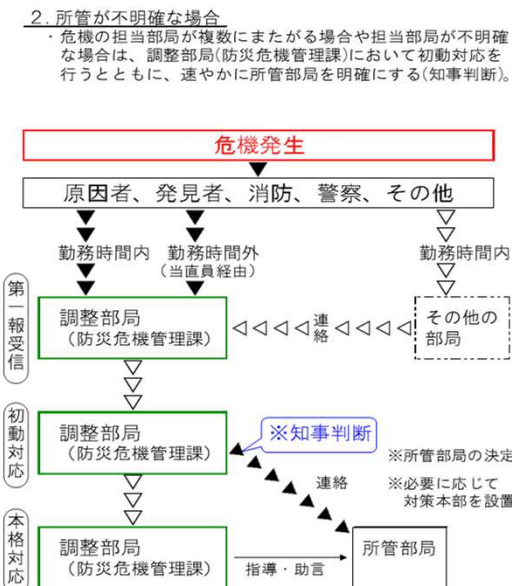 2. 所管が不明確な場合
・危機の担当部局が複数にまたがる場合や担当部局が不明確
な場合は、調整部局(防災危機管理課)において初動対応を
行うとともに、速やかに所管部局を明確にする(知事判断)。
危機発生
原因者、発見者、消防、警察、その他
勤務時間内
勤務時間外
(当直員経由)
勤務時間内
第一報受信
調整部局
(防災危機管理課)
連絡
その他の
部局
初動対応
調整部局
(防災危機管理課)
※知事判断
※所管部局の決定
連絡
※必要に応じて
対策本部を設置
本格対応
調整部局
(防災危機管理課)
指導・助言
所管部局